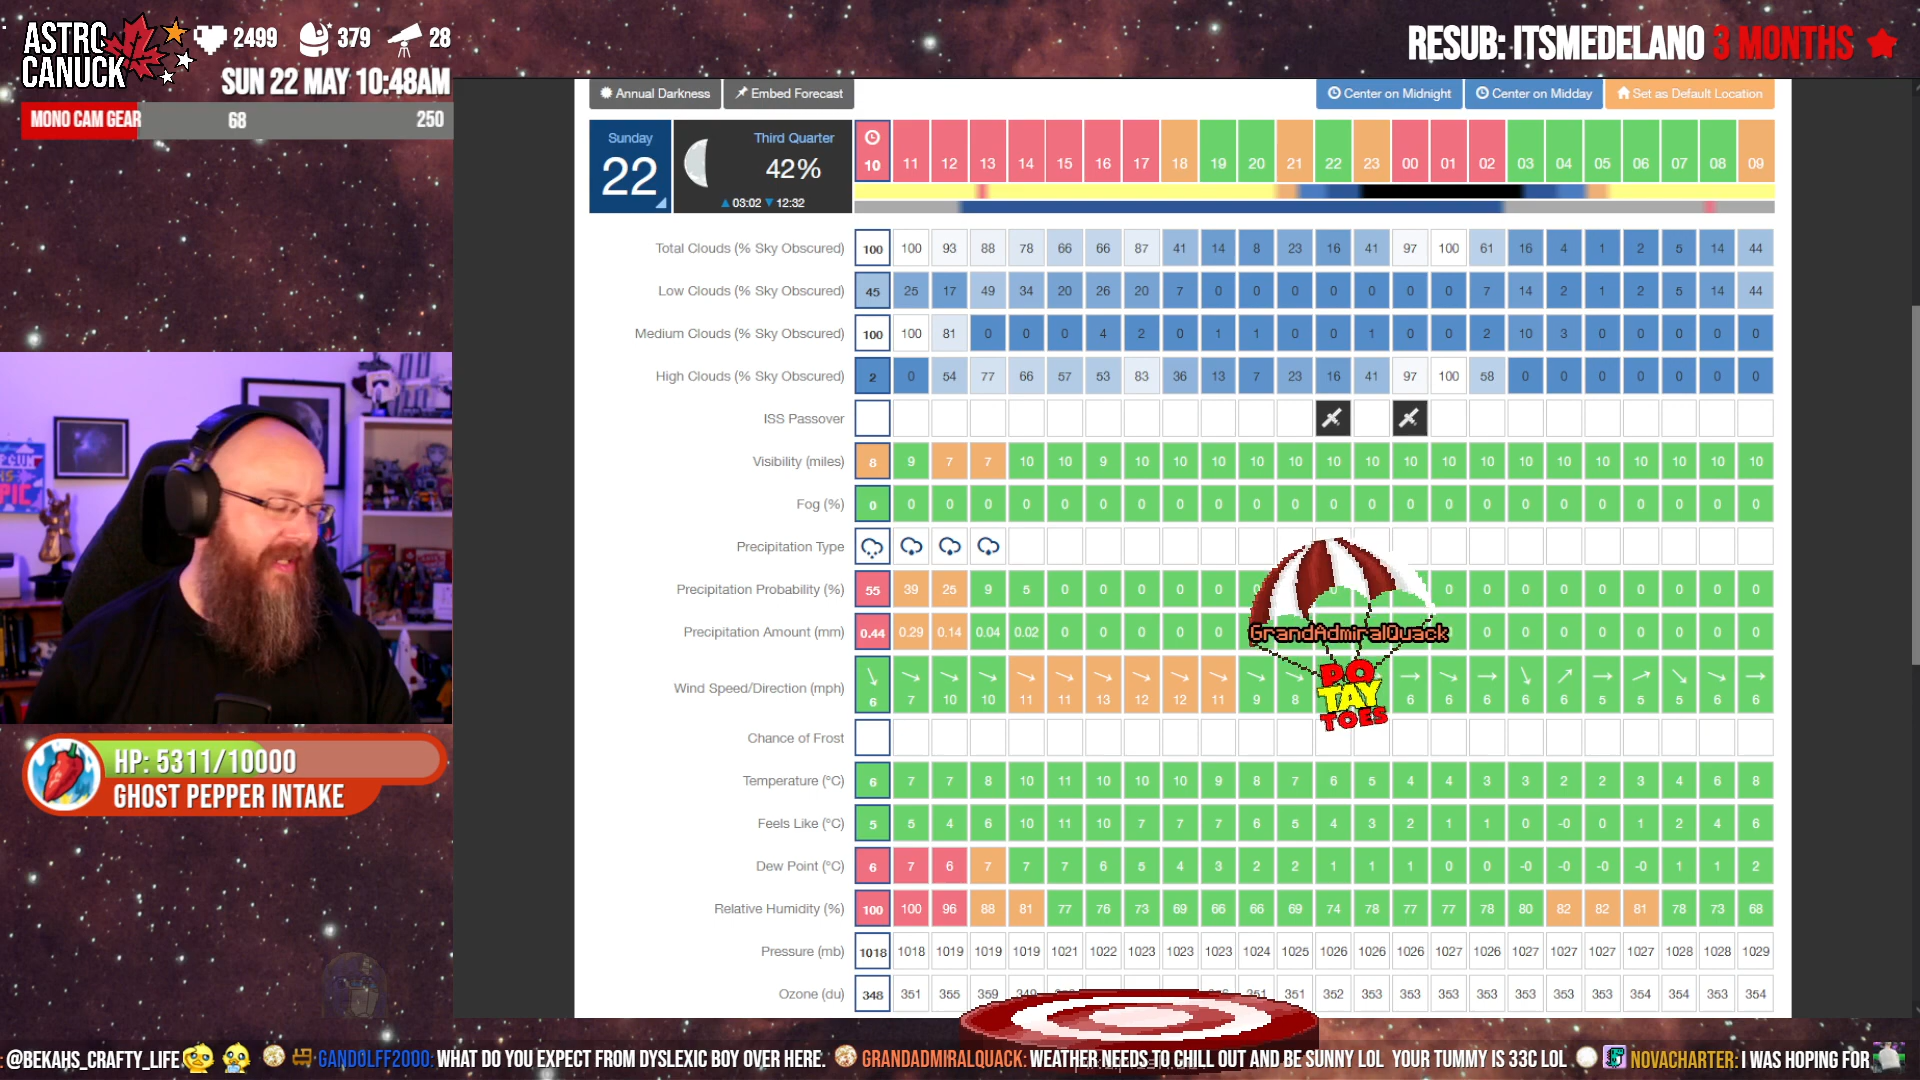 ASTRO
CANUCK
2499
379
28
SUN 22 MAY 10:48AM
MONO CAM GEAR
68
250
RESUB: ITSMEDELANO 3 MONTHS
Annual Darkness
Embed Forecast
Center on Midnight
Center on Midday
Set as Default Location
Sunday
22
Third Quarter
42%
03:02
12:32
10 11 12 13 14 15 16 17 18 19 20 21 22 23 00 01 02 03 04 05 06 07 08 09
Total Clouds (% Sky Obscured) 100 100 93 88 78 66 66 87 41 14 8 23 16 41 97 100 61 16 4 1 2 5 14 44
Low Clouds (% Sky Obscured) 45 25 17 49 34 20 26 20 7 0 0 0 0 0 0 0 7 14 2 1 2 5 14 44
Medium Clouds (% Sky Obscured) 100 100 81 0 0 0 4 2 0 1 1 0 0 1 0 0 2 10 3 0 0 0 0 0
High Clouds (% Sky Obscured) 2 0 54 77 66 57 53 83 36 13 7 23 16 41 97 100 58 0 0 0 0 0 0 0
ISS Passover
Visibility (miles) 8 9 7 7 10 10 9 10 10 10 10 10 10 10 10 10 10 10 10 10 10 10 10 10
Fog (%) 0 0 0 0 0 0 0 0 0 0 0 0 0 0 0 0 0 0 0 0 0 0 0 0
Precipitation Type
Precipitation Probability (%) 55 39 25 9 5 0 0 0 0 0 0 0 0 0 0 0 0 0 0
Precipitation Amount (mm) 0.44 0.29 0.14 0.04 0.02 0 0 0 0 0 0 0 0 0 0 0 0 0
GrandAdmiralQuack
PO
TAY
TOES
Wind Speed/Direction (mph) 6 7 10 10 11 11 13 12 12 11 9 8 6 6 6 6 6 5 5 5 6 6
Chance of Frost
Temperature (°C) 6 7 7 8 10 11 10 10 10 9 8 7 6 5 4 4 3 3 2 2 3 4 6 8
Feels Like (°C) 5 5 4 6 10 11 10 7 7 7 6 5 4 3 2 1 1 0 -0 0 1 2 4 6
Dew Point (°C) 6 7 6 7 7 7 6 5 4 3 2 2 1 1 1 0 0 -0 -0 -0 -0 1 1 2
Relative Humidity (%) 100 100 96 88 81 77 76 73 69 66 66 69 74 78 77 77 78 80 82 82 81 78 73 68
Pressure (mb) 1018 1018 1019 1019 1019 1021 1022 1023 1023 1023 1024 1025 1026 1026 1026 1027 1026 1027 1027 1027 1027 1028 1028 1029
Ozone (du) 348 351 355 359 351 351 352 353 353 353 353 353 353 353 354 354 353 354
HP: 5311/10000
GHOST PEPPER INTAKE
: @BEKAHS_CRAFTY_LIFE GANDOLFF2000: WHAT DO YOU EXPECT FROM DYSLEXIC BOY OVER HERE. GRANDADMIRALQUACK: WEATHER NEEDS TO CHILL OUT AND BE SUNNY LOL YOUR TUMMY IS 33C LOL NOVACHARTER: I WAS HOPING FOR